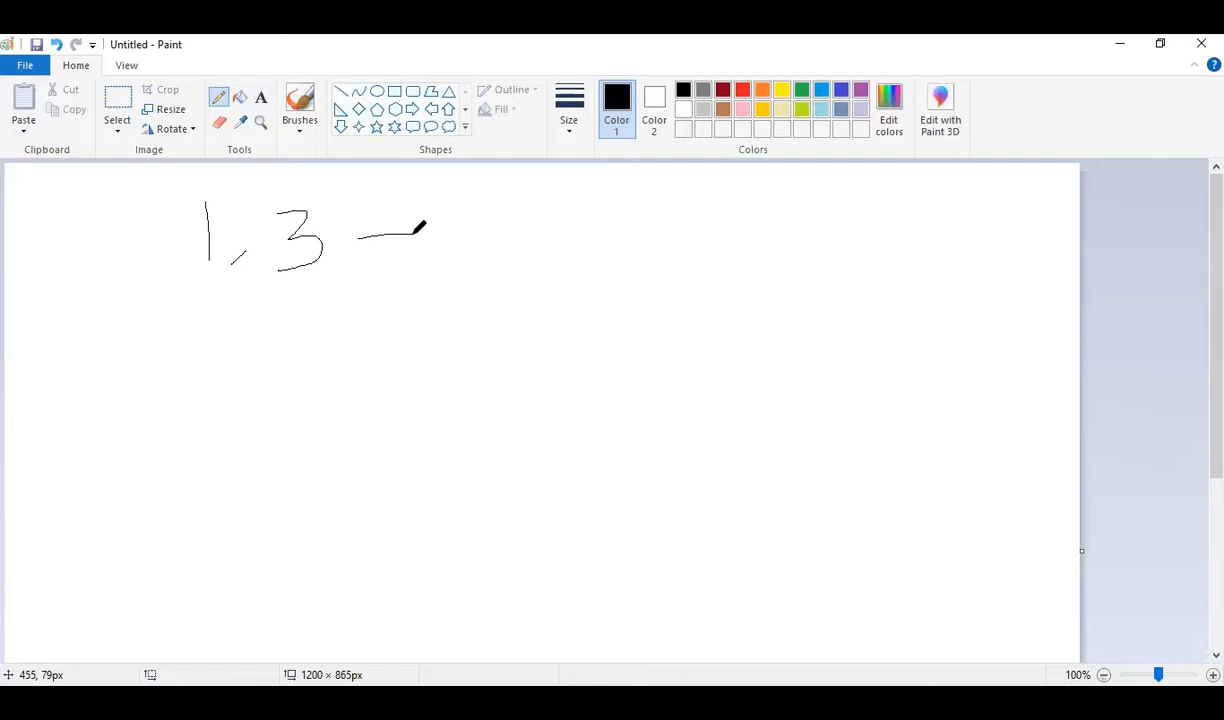 Untitled - Paint
File Home View
Paste Cut Copy Clipboard
Select Crop Resize Rotate Image
Tools
Brushes
Outline Fill Shapes
Size
Color 1 Color 2 Edit colors Colors
Edit with Paint 3D
1, 3 —
455, 79px 1200 × 865px 100%